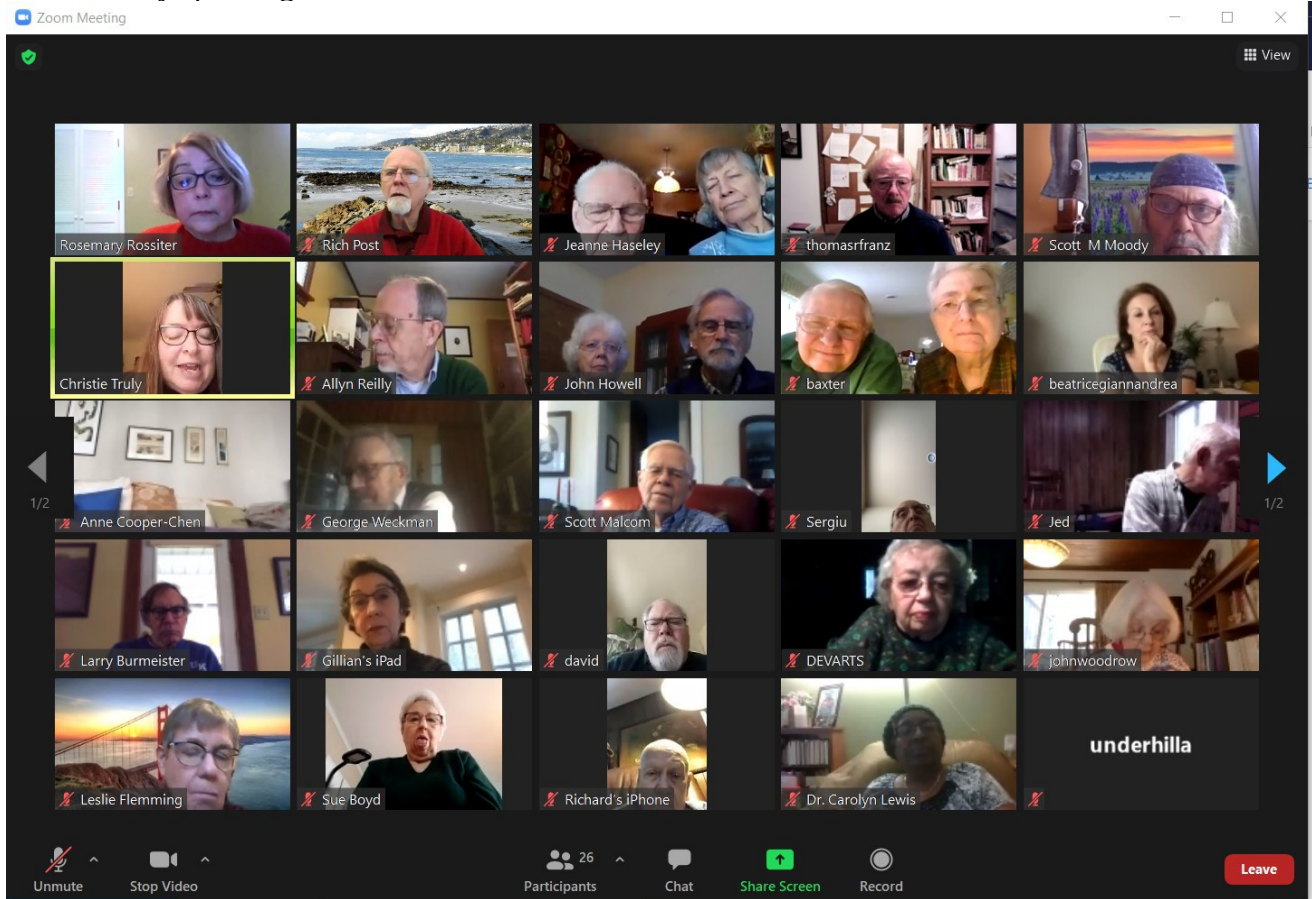 Zoom Meeting
View
Rosemary Rossiter
Rich Post
Jeanne Haseley
thomasrfranz
Scott M Moody
Christie Truly
Allyn Reilly
John Howell
baxter
beatricegiannandrea
Anne Cooper-Chen
George Weckman
Scott Malcom
Sergiu
Jed
1/2
1/2
Larry Burmeister
Gillian's iPad
david
DEVARTS
johnwoodrow
Leslie Flemming
Sue Boyd
Richard's iPhone
Dr. Carolyn Lewis
underhilla
26
Unmute
Stop Video
Participants
Chat
Share Screen
Record
Leave